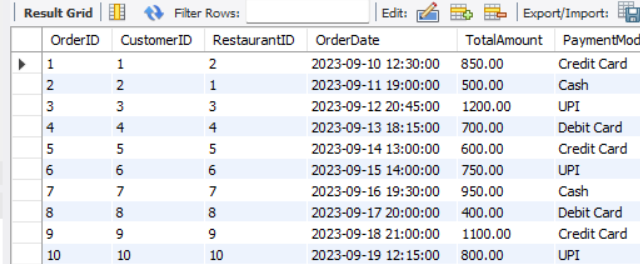 Result Grid Filter Rows: Edit: Export/Import:
OrderID CustomerID RestaurantID OrderDate TotalAmount PaymentMod
1 1 2 2023-09-10 12:30:00 850.00 Credit Card
2 2 1 2023-09-11 19:00:00 500.00 Cash
3 3 3 2023-09-12 20:45:00 1200.00 UPI
4 4 4 2023-09-13 18:15:00 700.00 Debit Card
5 5 5 2023-09-14 13:00:00 600.00 Credit Card
6 6 6 2023-09-15 14:00:00 750.00 UPI
7 7 7 2023-09-16 19:30:00 950.00 Cash
8 8 8 2023-09-17 20:00:00 400.00 Debit Card
9 9 9 2023-09-18 21:00:00 1100.00 Credit Card
10 10 10 2023-09-19 12:15:00 800.00 UPI